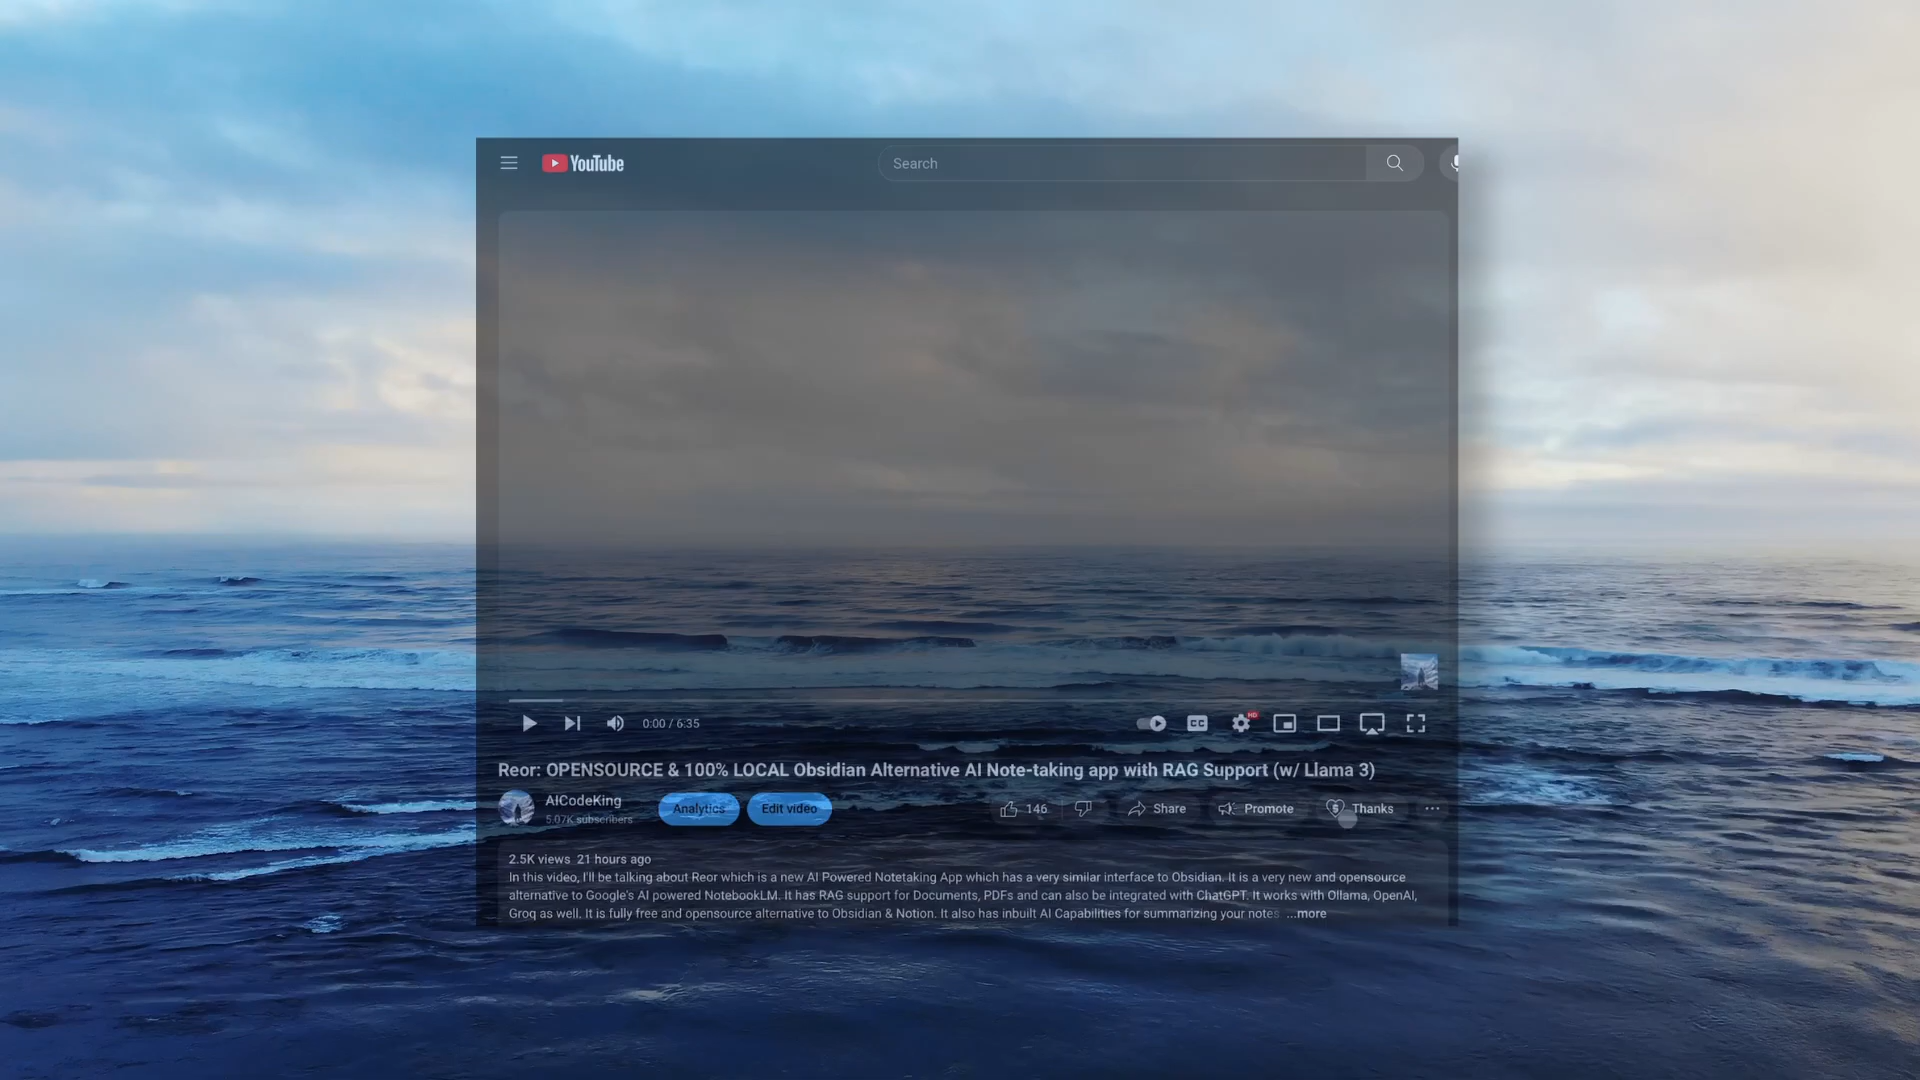 YouTube
Search
0:00 / 6:35
CC
HD
Reor: OPENSOURCE & 100% LOCAL Obsidian Alternative AI Note-taking app with RAG Support (w/ Llama 3)
AICodeKing
5.07K subscribers
Analytics
Edit video
146
Share
Promote
Thanks
2.5K views 21 hours ago
In this video, I'll be talking about Reor which is a new AI Powered Notetaking App which has a very similar interface to Obsidian. It is a very new and opensource
alternative to Google's AI powered NotebookLM. It has RAG support for Documents, PDFs and can also be integrated with ChatGPT. It works with Ollama, OpenAI,
Groq as well. It is fully free and opensource alternative to Obsidian & Notion. It also has inbuilt AI Capabilities for summarizing your notes ...more